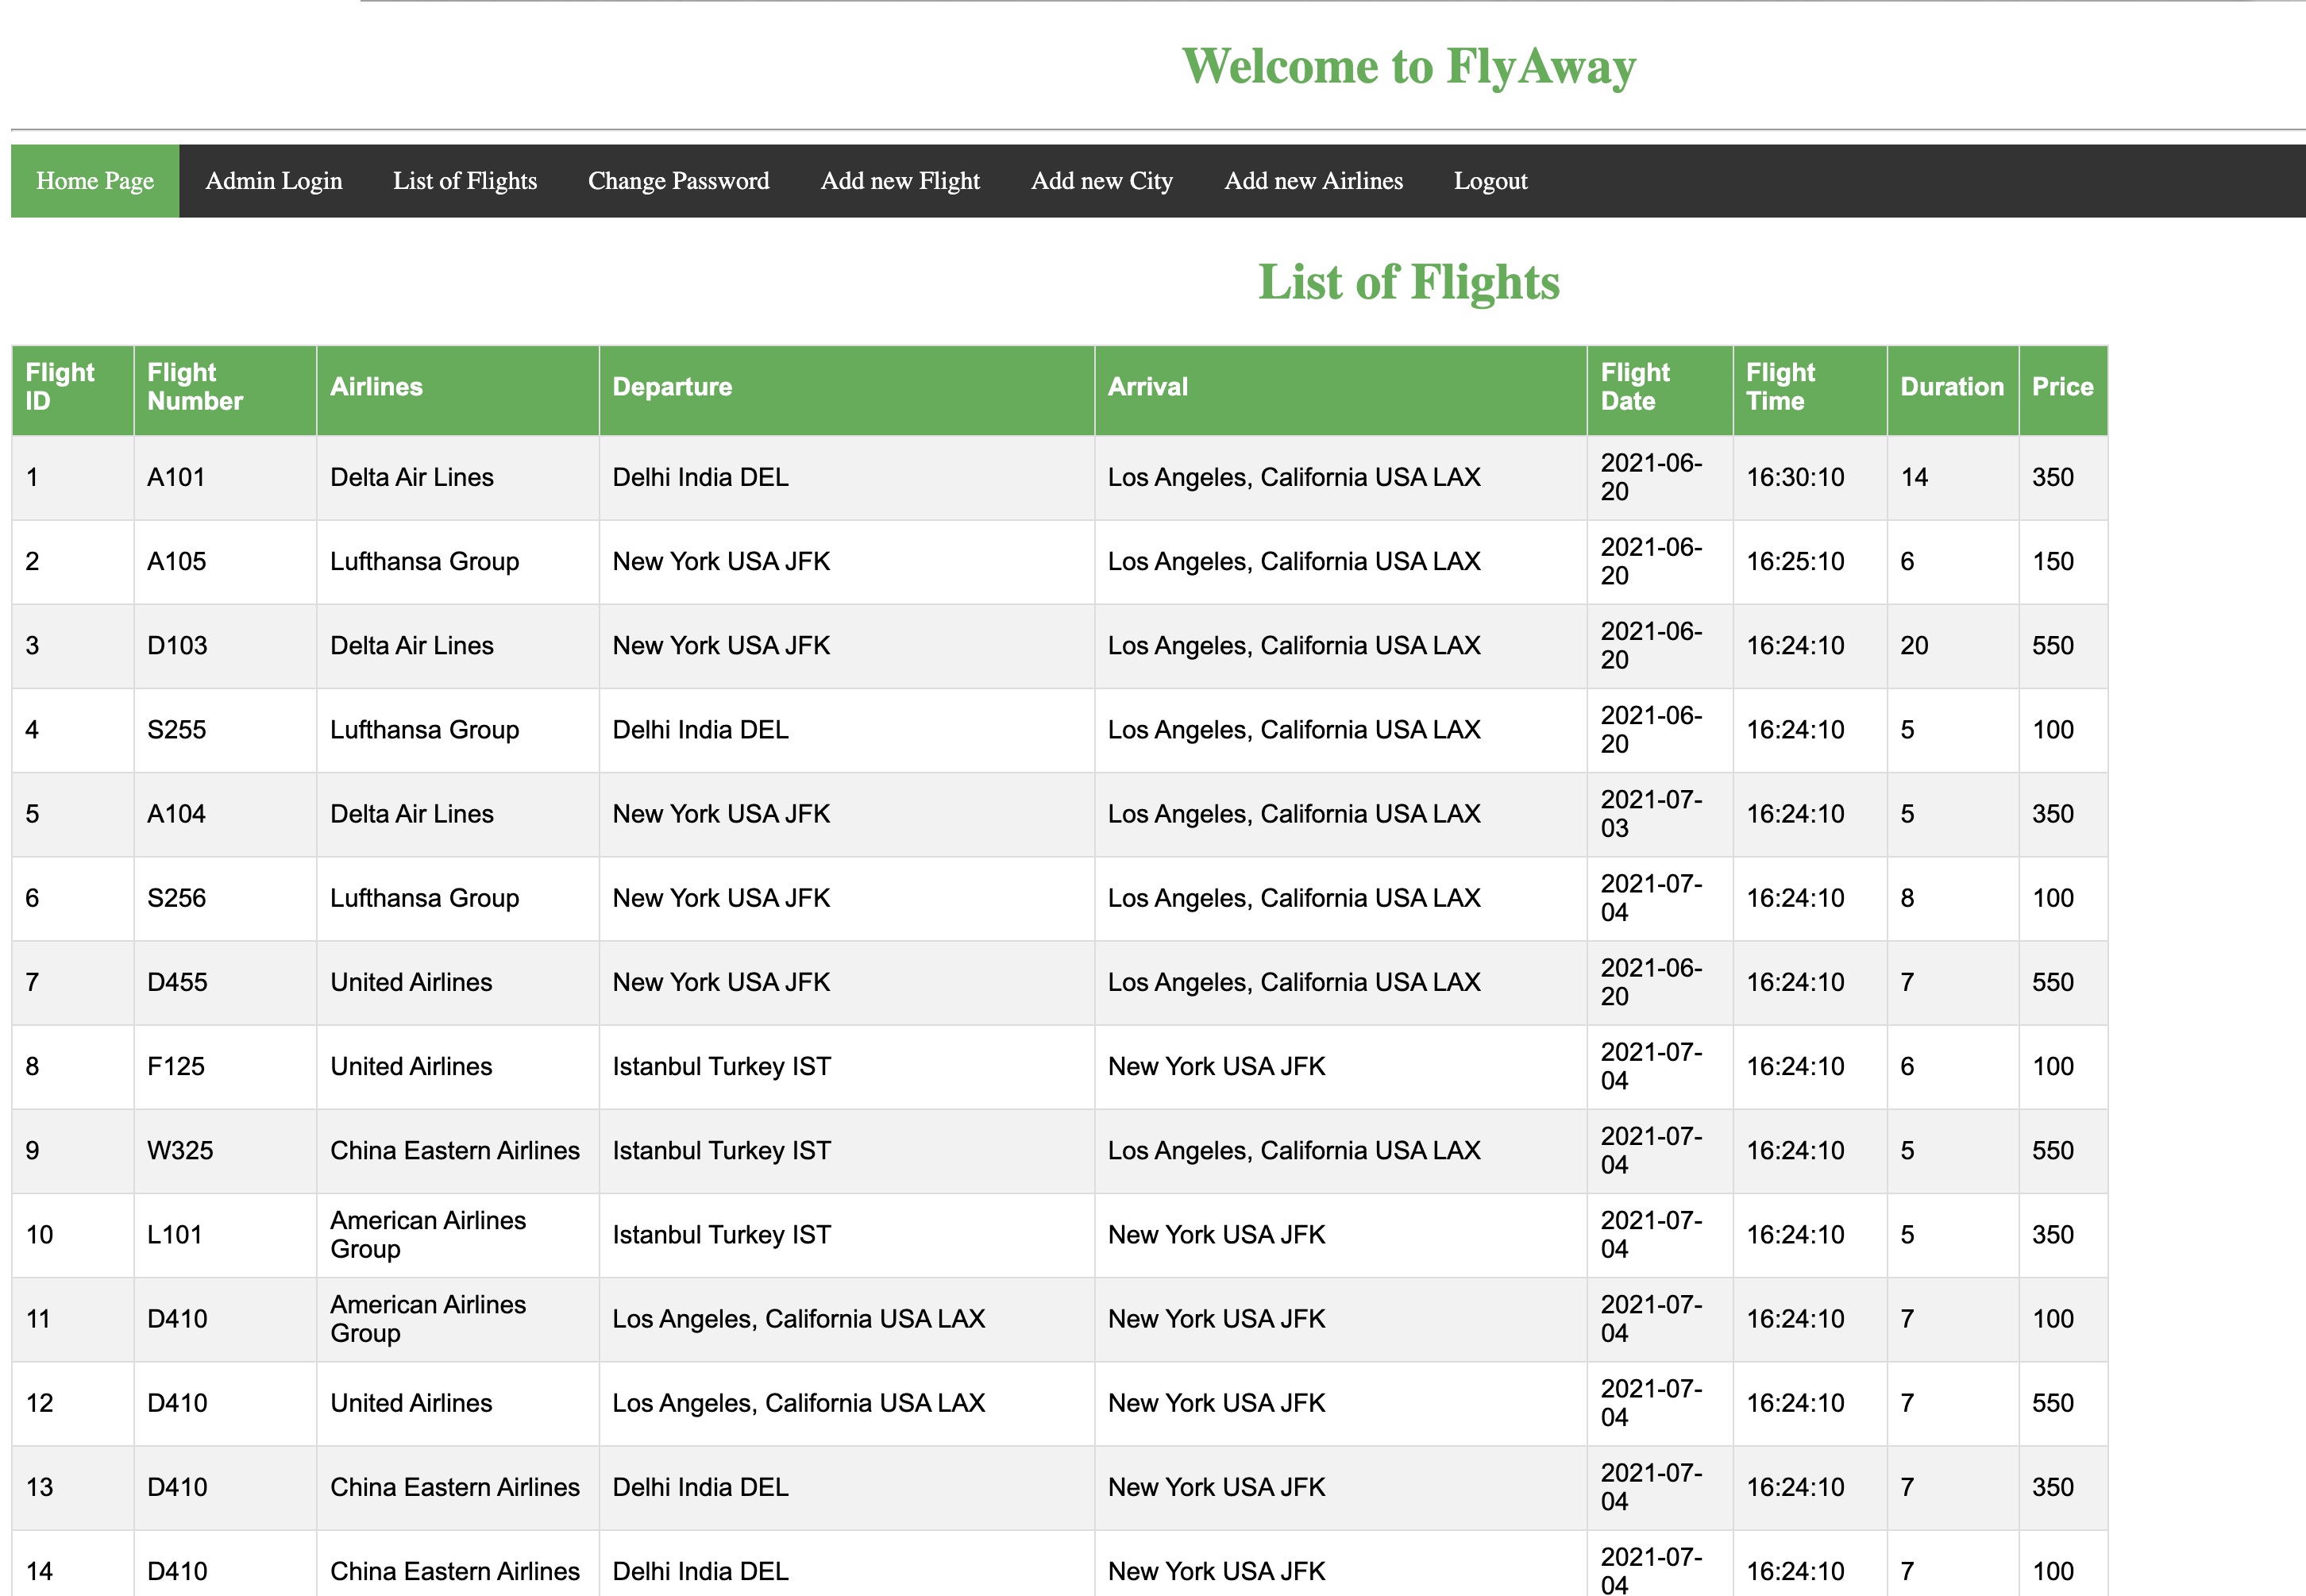 Welcome to FlyAway
Home Page Admin Login List of Flights Change Password Add new Flight Add new City Add new Airlines Logout
List of Flights
Flight ID Flight Number Airlines Departure Arrival Flight Date Flight Time Duration Price
1 A101 Delta Air Lines Delhi India DEL Los Angeles, California USA LAX 2021-06-20 16:30:10 14 350
2 A105 Lufthansa Group New York USA JFK Los Angeles, California USA LAX 2021-06-20 16:25:10 6 150
3 D103 Delta Air Lines New York USA JFK Los Angeles, California USA LAX 2021-06-20 16:24:10 20 550
4 S255 Lufthansa Group Delhi India DEL Los Angeles, California USA LAX 2021-06-20 16:24:10 5 100
5 A104 Delta Air Lines New York USA JFK Los Angeles, California USA LAX 2021-07-03 16:24:10 5 350
6 S256 Lufthansa Group New York USA JFK Los Angeles, California USA LAX 2021-07-04 16:24:10 8 100
7 D455 United Airlines New York USA JFK Los Angeles, California USA LAX 2021-06-20 16:24:10 7 550
8 F125 United Airlines Istanbul Turkey IST New York USA JFK 2021-07-04 16:24:10 6 100
9 W325 China Eastern Airlines Istanbul Turkey IST Los Angeles, California USA LAX 2021-07-04 16:24:10 5 550
10 L101 American Airlines Group Istanbul Turkey IST New York USA JFK 2021-07-04 16:24:10 5 350
11 D410 American Airlines Group Los Angeles, California USA LAX New York USA JFK 2021-07-04 16:24:10 7 100
12 D410 United Airlines Los Angeles, California USA LAX New York USA JFK 2021-07-04 16:24:10 7 550
13 D410 China Eastern Airlines Delhi India DEL New York USA JFK 2021-07-04 16:24:10 7 350
14 D410 China Eastern Airlines Delhi India DEL New York USA JFK 2021-07-04 16:24:10 7 100